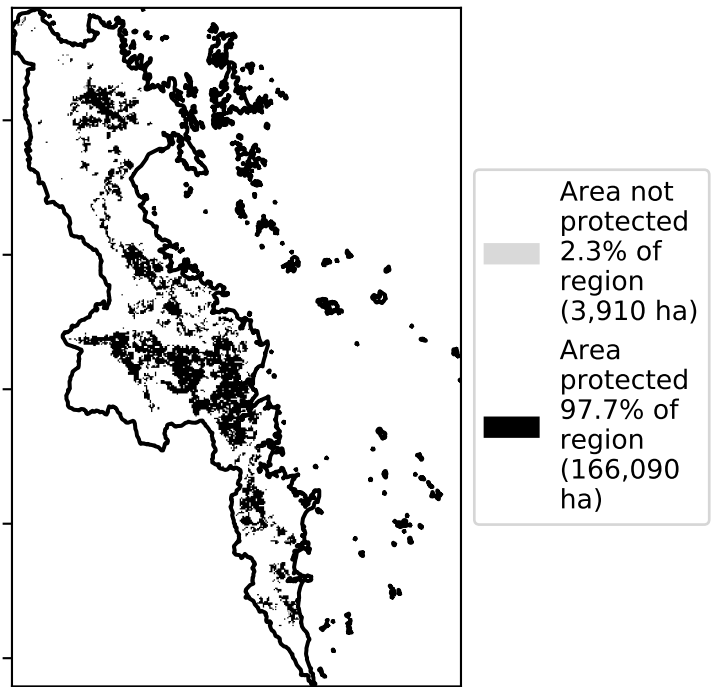 Area not
protected
2.3% of
region
(3,910 ha)
Area
protected
97.7% of
region
(166,090
ha)